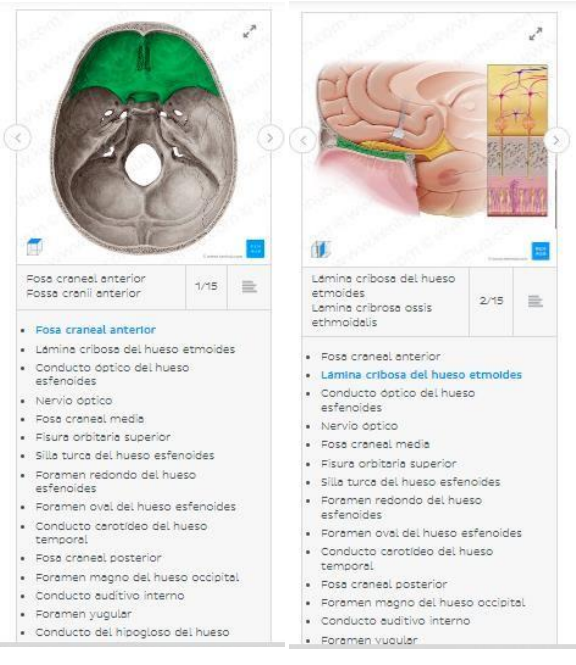 Fosa craneal anterior
Fossa cranii anterior
1/15
Fosa craneal anterior
Lámina cribosa del hueso etmoides
Conducto óptico del hueso
esfenoides
Nervio óptico
Fosa craneal media
Fisura orbitaria superior
Silla turca del hueso esfenoides
Foramen redondo del hueso
esfenoides
Foramen oval del hueso esfenoides
Conducto carotídeo del hueso
temporal
Fosa craneal posterior
Foramen magno del hueso occipital
Conducto auditivo interno
Foramen yugular
Conducto del hipogloso del hueso
Lámina cribosa del hueso
etmoides
Lamina cribrosa ossis
ethmoidalis
2/15
Fosa craneal anterior
Lámina cribosa del hueso etmoides
Conducto óptico del hueso
esfenoides
Nervio óptico
Fosa craneal media
Fisura orbitaria superior
Silla turca del hueso esfenoides
Foramen redondo del hueso
esfenoides
Foramen oval del hueso esfenoides
Conducto carotídeo del hueso
temporal
Fosa craneal posterior
Foramen magno del hueso occipital
Conducto auditivo interno
Foramen yugular